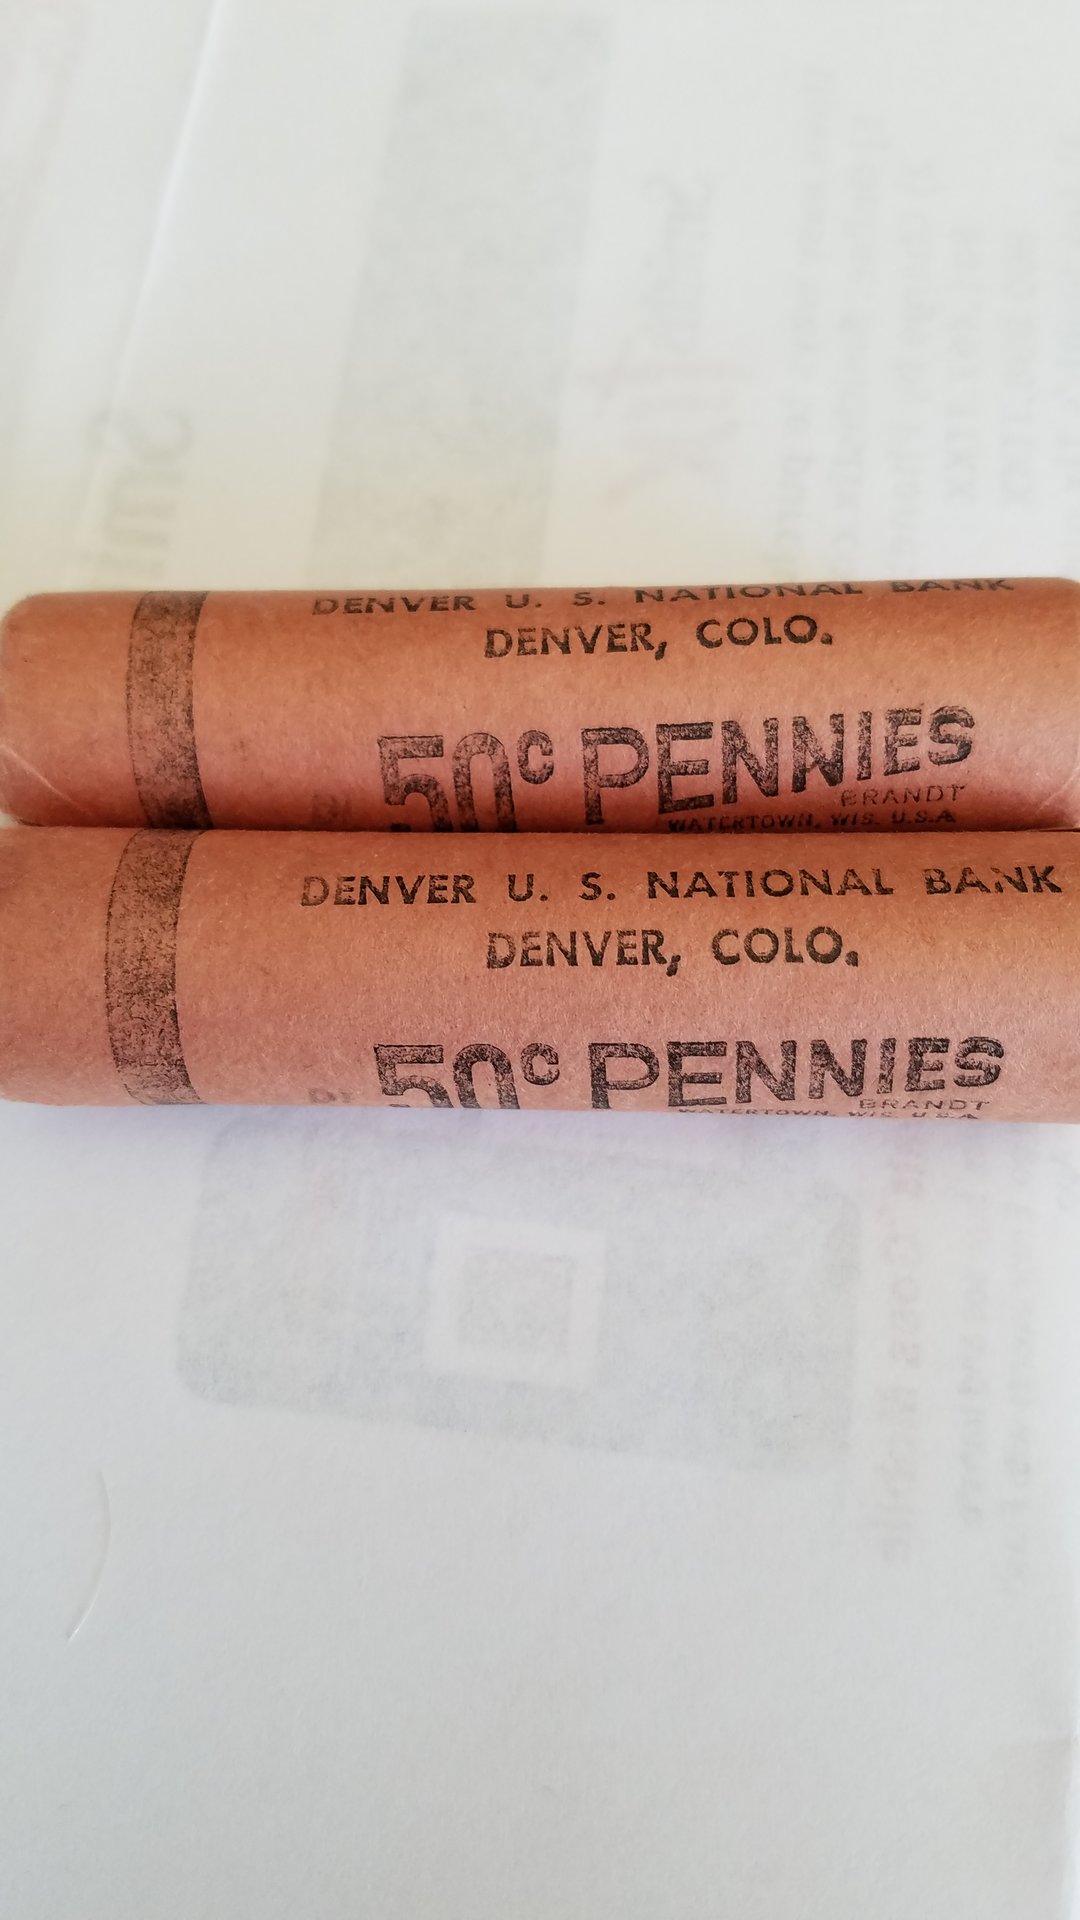 DENVER U. S. NATIONAL BANK
DENVER, COLO.
50c PENNIES
BRANDT
WATERTOWN, WIS. U.S.A
DENVER U. S. NATIONAL BANK
DENVER, COLO.
50c PENNIES
BRANDT
WATERTOWN, WIS. U.S.A